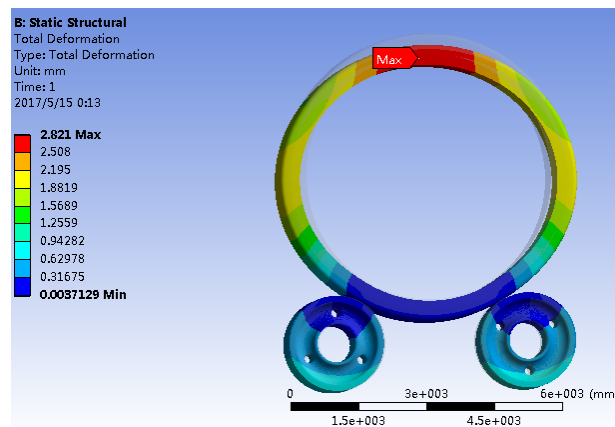 B: Static Structural
Total Deformation
Type: Total Deformation
Unit: mm
Time: 1
2017/5/15 0:13
2.821 Max
2.508
2.195
1.8819
1.5689
1.2559
0.94282
0.62978
0.31675
0.0037129 Min
Max
0 3e+003 6e+003 (mm
1.5e+003 4.5e+003